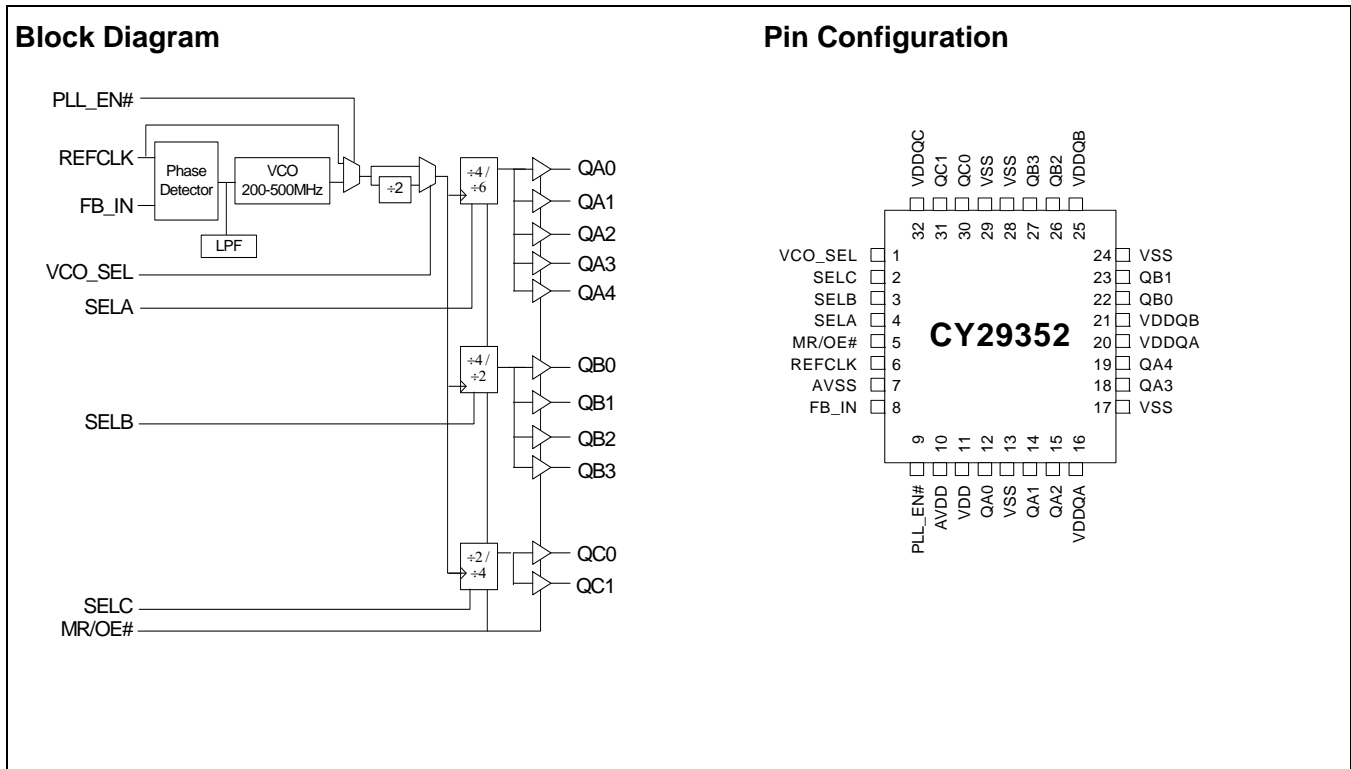 Block Diagram
PLL_EN#
REFCLK
FB_IN
Phase
Detector
VCO
200-500MHz
LPF
÷2
VCO_SEL
SELA
÷4 /
÷6
QA0
QA1
QA2
QA3
QA4
÷4 /
÷2
SELB
QB0
QB1
QB2
QB3
÷2 /
÷4
QC0
QC1
SELC
MR/OE#
Pin Configuration
VDDQC
QC1
QC0
VSS
VSS
QB3
QB2
VDDQB
32
31
30
29
28
27
26
25
VCO_SEL 1
SELC 2
SELB 3
SELA 4
MR/OE# 5
REFCLK 6
AVSS 7
FB_IN 8
CY29352
24 VSS
23 QB1
22 QB0
21 VDDQB
20 VDDQA
19 QA4
18 QA3
17 VSS
9
10
11
12
13
14
15
16
PLL_EN#
AVDD
VDD
QA0
VSS
QA1
QA2
VDDQA